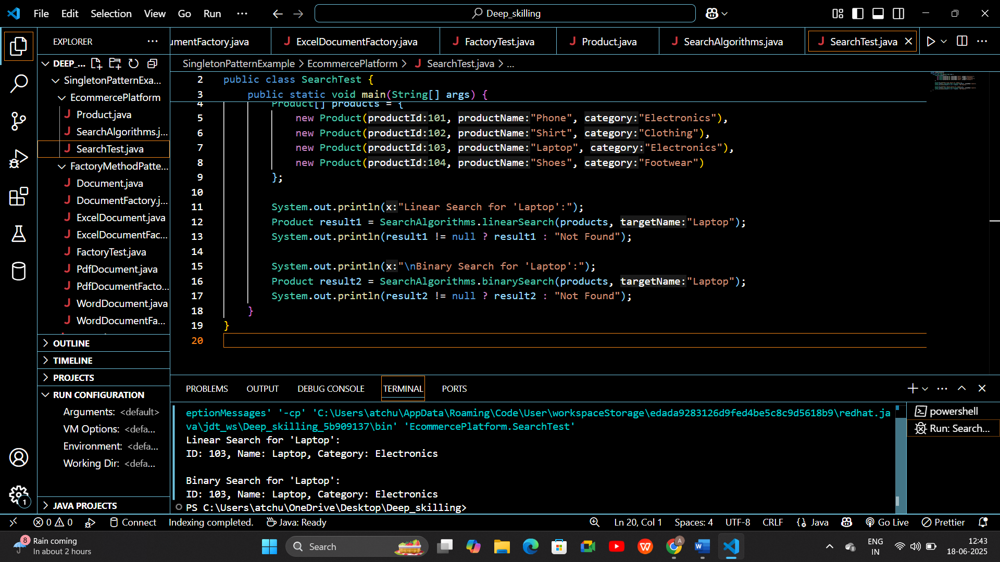 File Edit Selection View Go Run ··· Deep_skilling
EXPLORER ···
umentFactory.java ExcelDocumentFactory.java FactoryTest.java Product.java SearchAlgorithms.java SearchTest.java
DEEP_...
SingletonPatternExample > EcommercePlatform > SearchTest.java > ...
SingletonPatternExa...
EcommercePlatform
Product.java
SearchAlgorithms.j...
SearchTest.java
FactoryMethodPatte...
Document.java
DocumentFactory.j...
ExcelDocument.java
ExcelDocumentFac...
FactoryTest.java
PdfDocument.java
PdfDocumentFacto...
WordDocument.java
WordDocumentFa...
OUTLINE
TIMELINE
PROJECTS
RUN CONFIGURATION
Arguments: <default>
VM Options: <defa...
Environment: <defa...
Working Dir: <defa...
JAVA PROJECTS
2 public class SearchTest {
3 public static void main(String[] args) {
4 Product[] products = {
5 new Product(productId:101, productName:"Phone", category:"Electronics"),
6 new Product(productId:102, productName:"Shirt", category:"Clothing"),
7 new Product(productId:103, productName:"Laptop", category:"Electronics"),
8 new Product(productId:104, productName:"Shoes", category:"Footwear")
9 };
10
11 System.out.println(x:"Linear Search for 'Laptop':");
12 Product result1 = SearchAlgorithms.linearSearch(products, targetName:"Laptop");
13 System.out.println(result1 != null ? result1 : "Not Found");
14
15 System.out.println(x:"\nBinary Search for 'Laptop':");
16 Product result2 = SearchAlgorithms.binarySearch(products, targetName:"Laptop");
17 System.out.println(result2 != null ? result2 : "Not Found");
18 }
19 }
20
PROBLEMS OUTPUT DEBUG CONSOLE TERMINAL PORTS
eptionMessages' '-cp' 'C:\Users\atchu\AppData\Roaming\Code\User\workspaceStorage\edada9283126d9fed4be5c8c9d5618b9\redhat.ja
va\jdt_ws\Deep_skilling_5b909137\bin' 'EcommercePlatform.SearchTest'
Linear Search for 'Laptop':
ID: 103, Name: Laptop, Category: Electronics
Binary Search for 'Laptop':
ID: 103, Name: Laptop, Category: Electronics
PS C:\Users\atchu\OneDrive\Desktop\Deep_skilling>
powershell
Run: Search...
1
0 0 Connect Indexing completed. Java: Ready Ln 20, Col 1 Spaces: 4 UTF-8 CRLF Java Go Live Prettier
8 Rain coming
In about 2 hours
Search
ENG
IN
12:43
18-06-2025